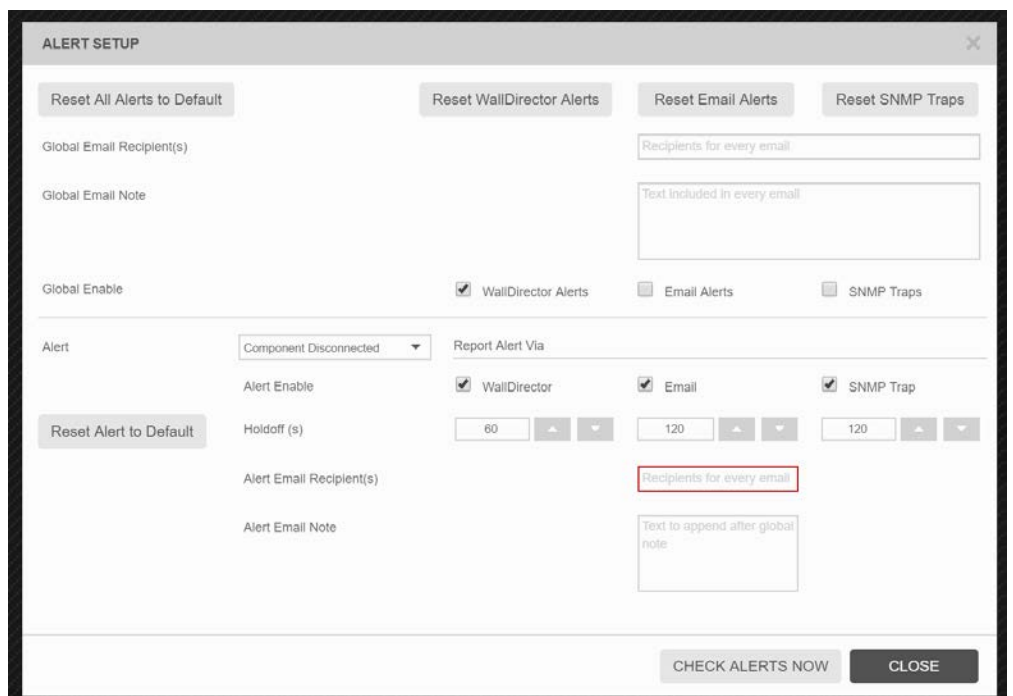 ALERT SETUP
Reset All Alerts to Default
Reset WallDirector Alerts
Reset Email Alerts
Reset SNMP Traps
Global Email Recipient(s)
Recipients for every email
Global Email Note
Text included in every email
Global Enable
WallDirector Alerts
Email Alerts
SNMP Traps
Alert
Component Disconnected
Report Alert Via
Alert Enable
WallDirector
Email
SNMP Trap
Reset Alert to Default
Holdoff (s)
60
120
120
Alert Email Recipient(s)
Recipients for every email
Alert Email Note
Text to append after global
note
CHECK ALERTS NOW
CLOSE